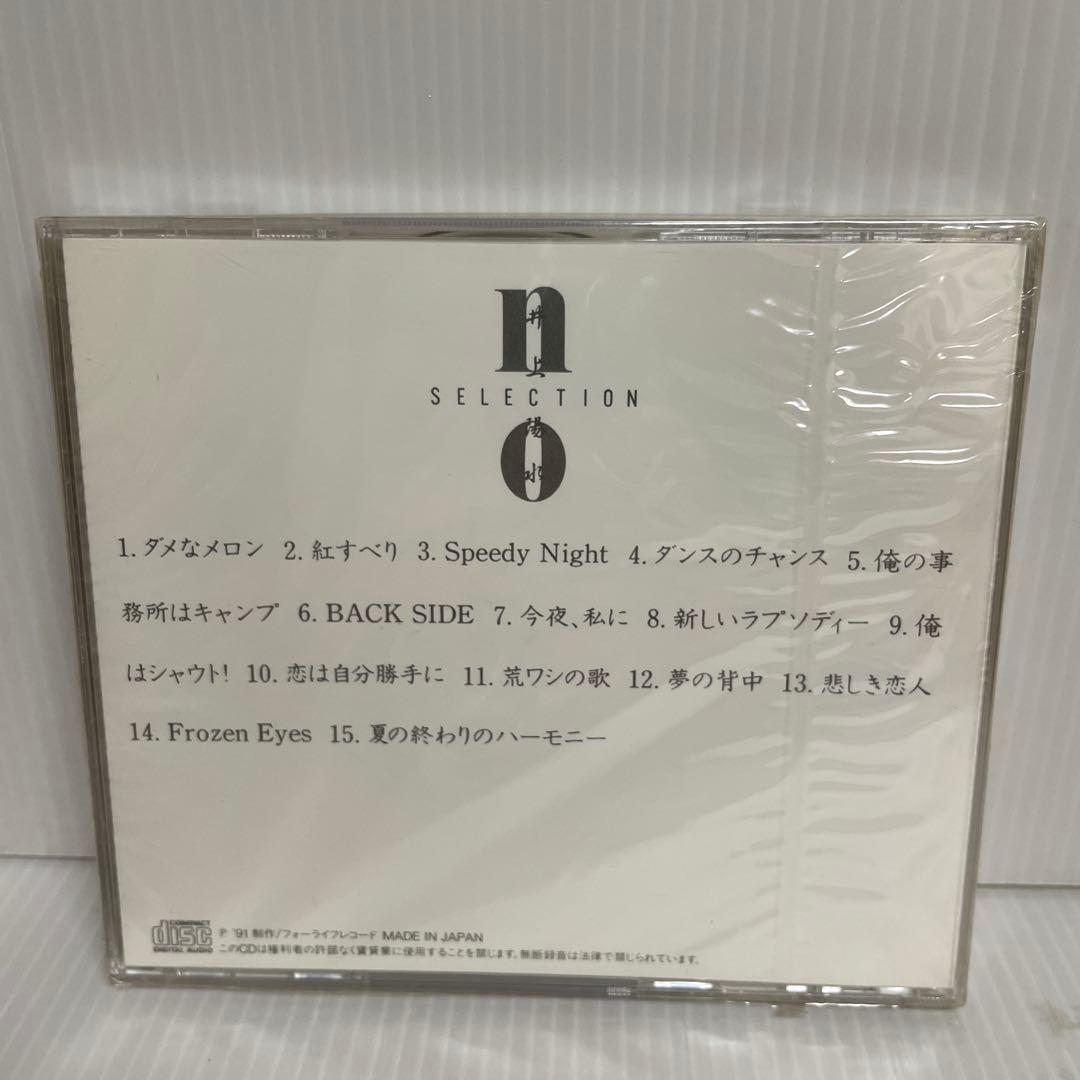 n
井上陽水
SELECTION
O
1. ダメなメロン 2. 紅すべり 3. Speedy Night 4. ダンスのチャンス 5. 俺の事
務所はキャンプ 6. BACK SIDE 7. 今夜、私に 8. 新しいラプソディー 9. 俺
はシャウト! 10. 恋は自分勝手に 11. 荒ワシの歌 12. 夢の背中 13. 悲しき恋人
14. Frozen Eyes 15. 夏の終わりのハーモニー
COMPACT
disc
DIGITAL AUDIO
℗ '91 制作/フォーライフレコード MADE IN JAPAN
このCDは権利者の許諾なく賃貸業に使用することを禁じます。無断録音は法律で禁じられています。